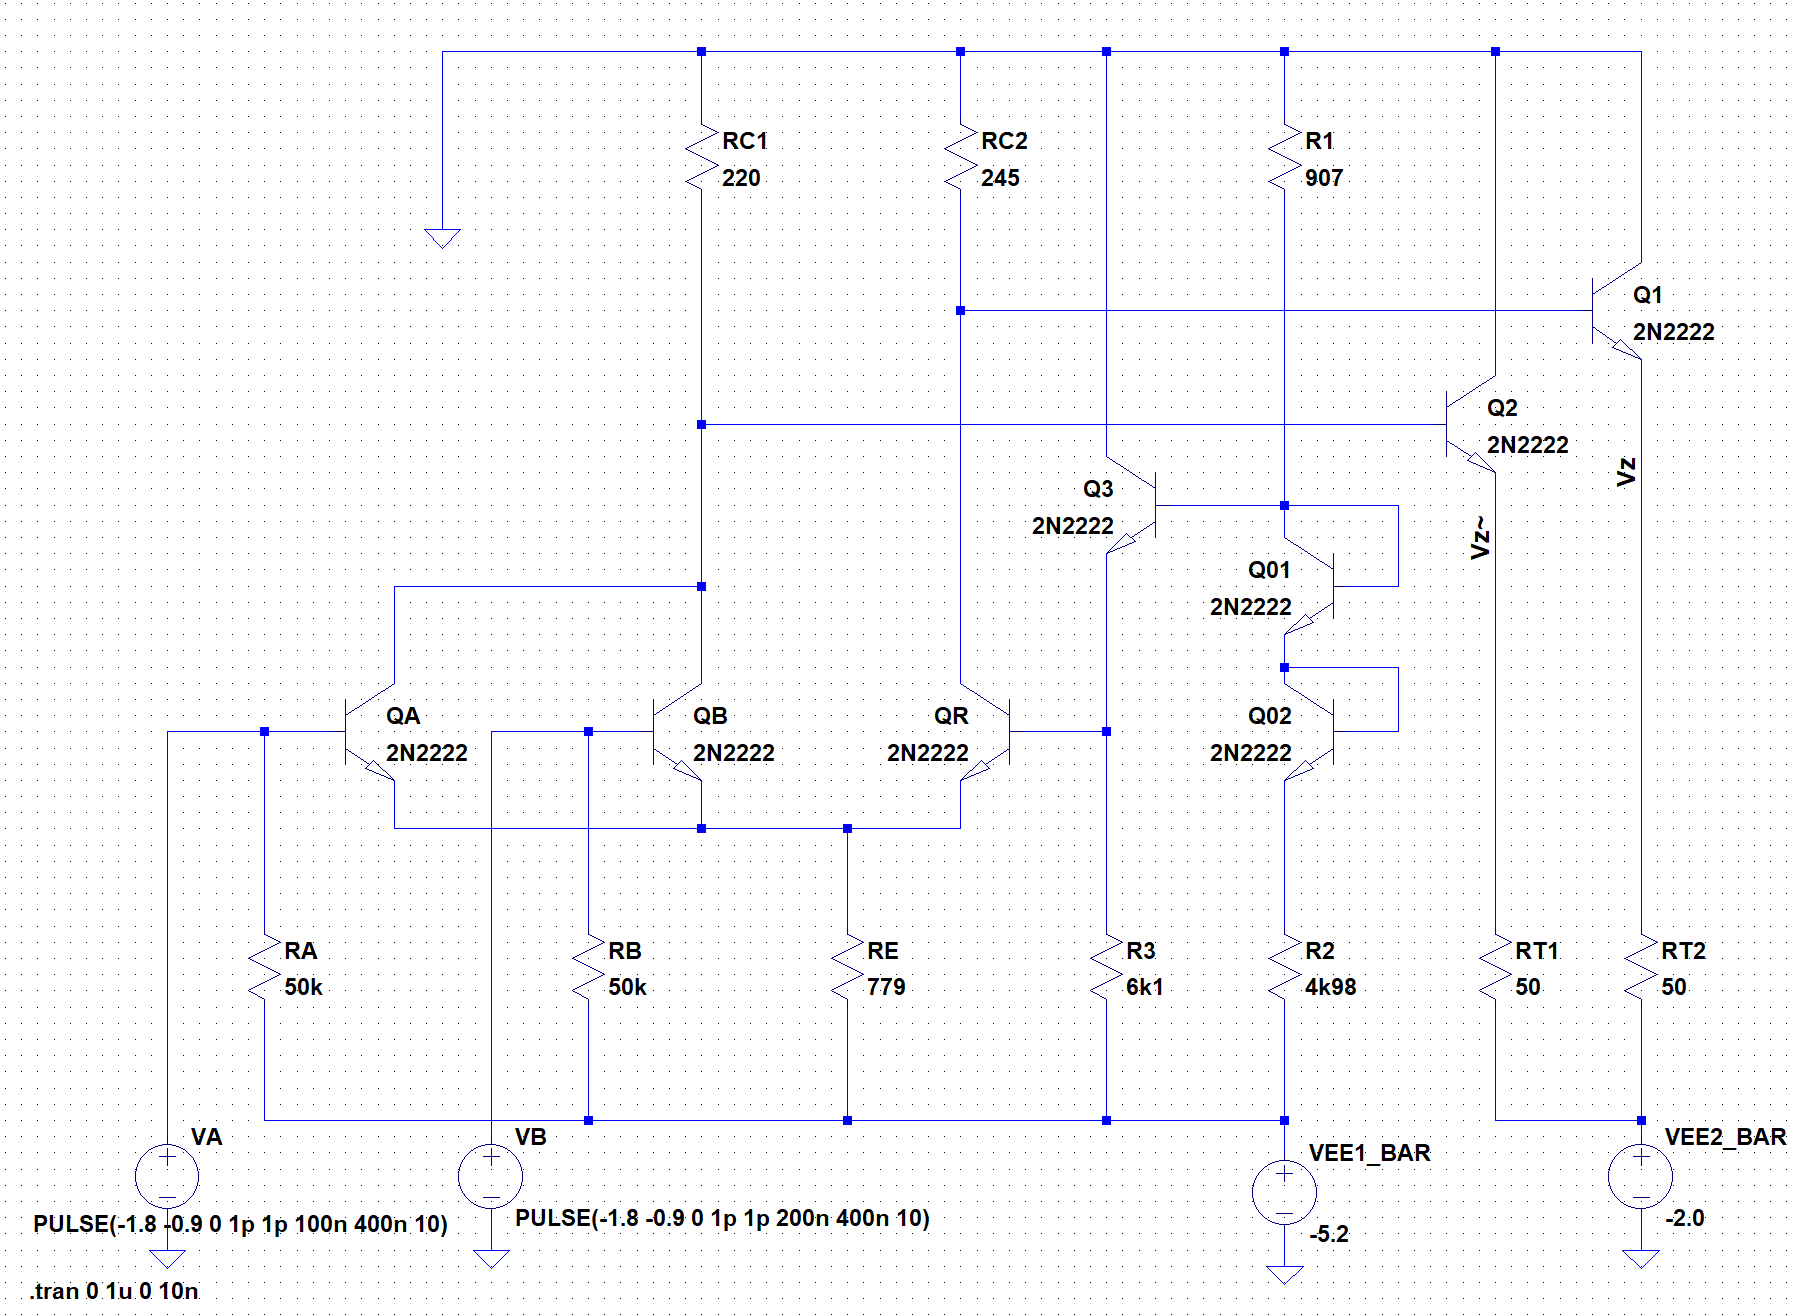 RC1
220
RC2
245
R1
907
Q1
2N2222
Q2
2N2222
Vz
Q3
2N2222
Vz~
Q01
2N2222
QA
2N2222
QB
2N2222
QR
2N2222
Q02
2N2222
RA
50k
RB
50k
RE
779
R3
6k1
R2
4k98
RT1
50
RT2
50
VA
VB
VEE1_BAR
VEE2_BAR
PULSE(-1.8 -0.9 0 1p 1p 100n 400n 10)
PULSE(-1.8 -0.9 0 1p 1p 200n 400n 10)
-5.2
-2.0
.tran 0 1u 0 10n